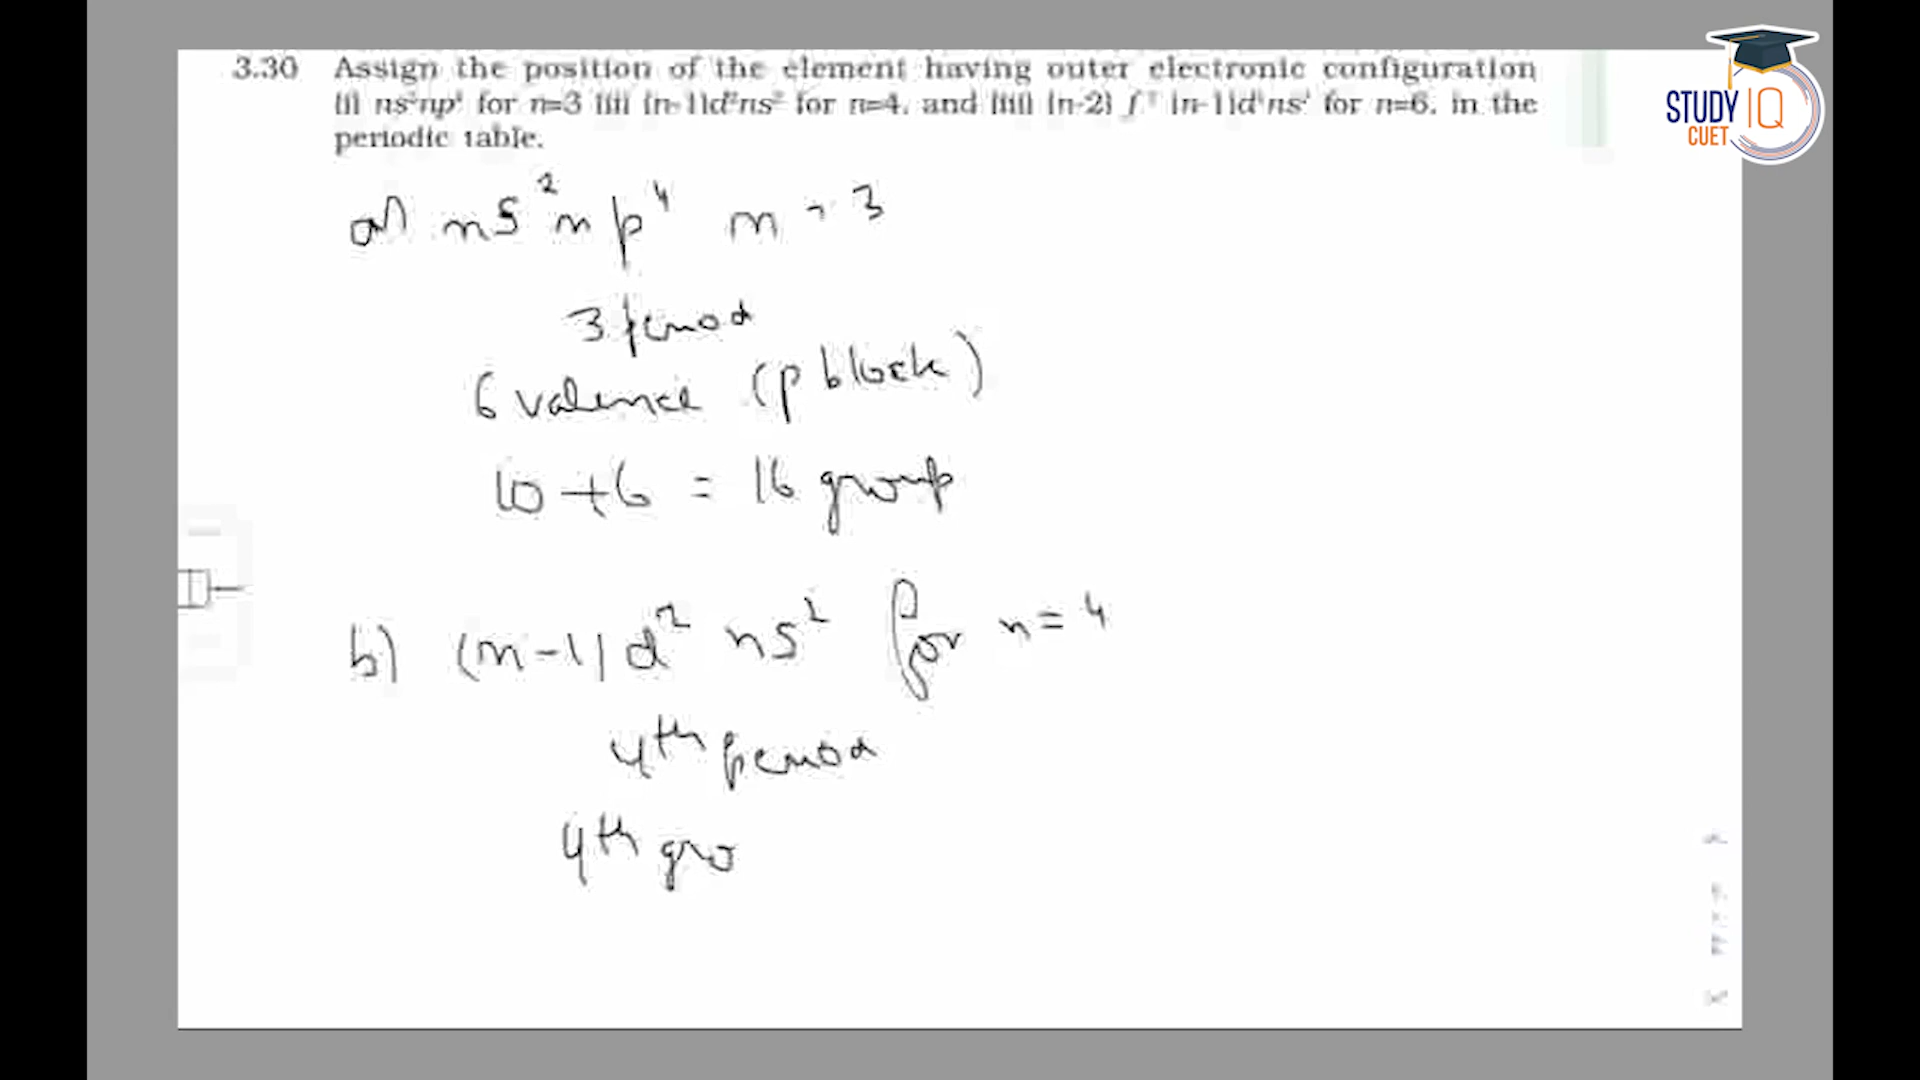 3.30 Assign the position of the element having outer electronic configuration
(i) ns²np⁴ for n=3 (ii) (n-1)d²ns² for n=4, and (iii) (n-2) f⁷ (n-1)d¹ns² for n=6, in the
periodic table.
STUDY IQ
CUET
a) ns² np⁴ n = 3
3 period
6 valence (p block)
10 + 6 = 16 group
b) (n-1) d² ns² for n = 4
4th period
4th gro